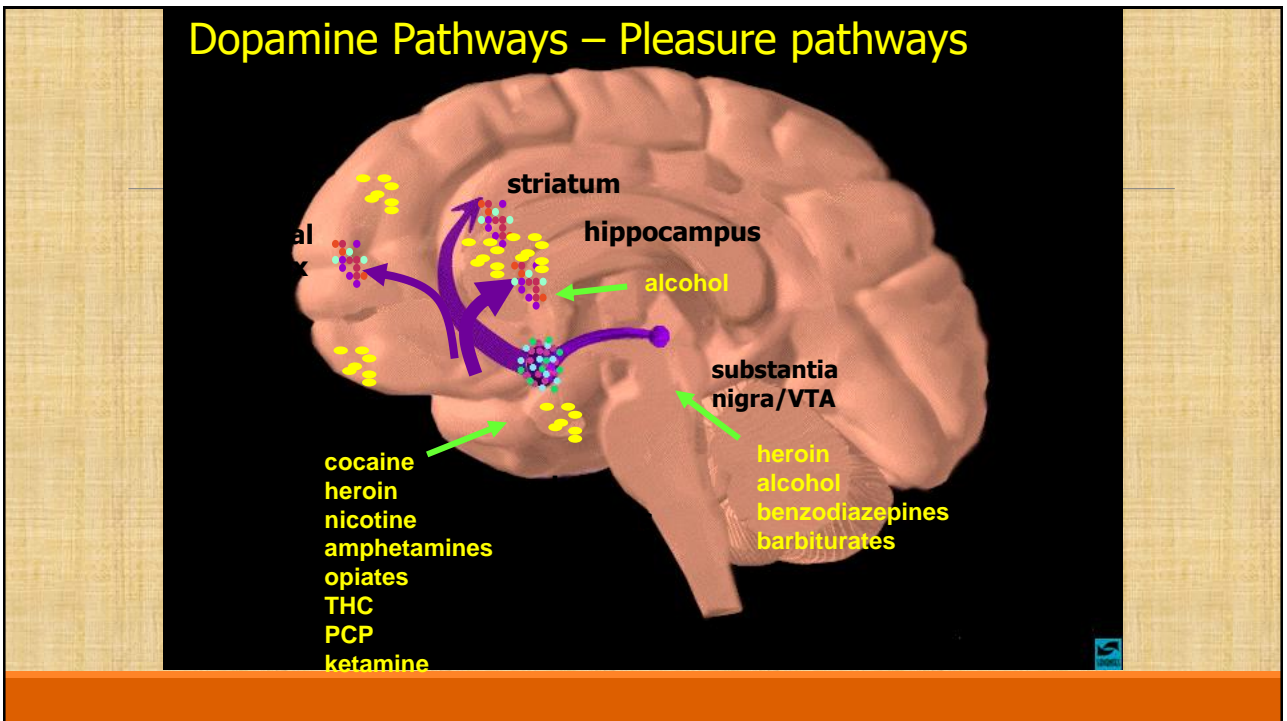 Dopamine Pathways – Pleasure pathways
striatum
hippocampus
alcohol
substantia
nigra/VTA
cocaine
heroin
nicotine
amphetamines
opiates
THC
PCP
ketamine
heroin
alcohol
benzodiazepines
barbiturates